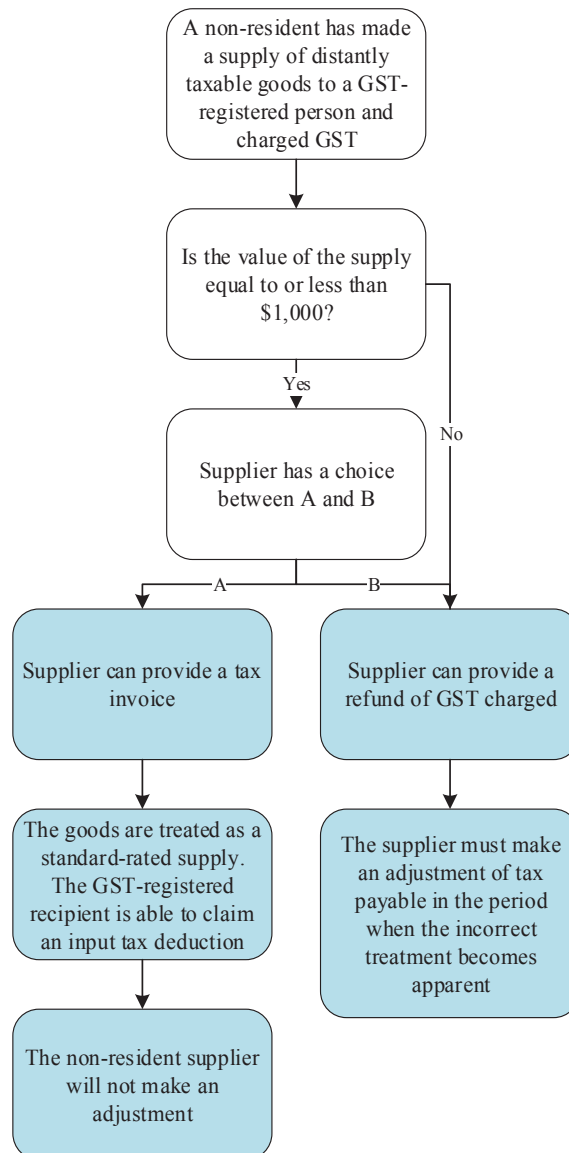 A non-resident has made
a supply of distantly
taxable goods to a GST-
registered person and
charged GST
Is the value of the supply
equal to or less than
$1,000?
Yes
No
Supplier has a choice
between A and B
A
B
Supplier can provide a tax
invoice
Supplier can provide a
refund of GST charged
The goods are treated as a
standard-rated supply.
The GST-registered
recipient is able to claim
an input tax deduction
The supplier must make
an adjustment of tax
payable in the period
when the incorrect
treatment becomes
apparent
The non-resident supplier
will not make an
adjustment